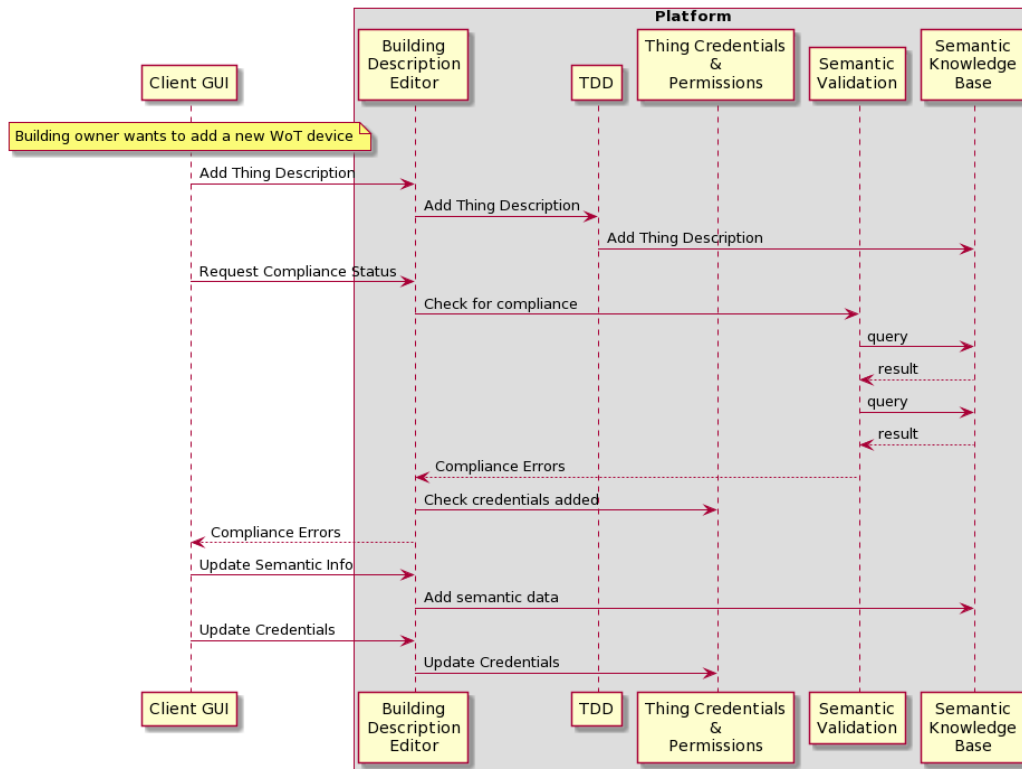 Platform
Client GUI
Building
Description
Editor
TDD
Thing Credentials
&
Permissions
Semantic
Validation
Semantic
Knowledge
Base
Building owner wants to add a new WoT device
Add Thing Description
Add Thing Description
Add Thing Description
Request Compliance Status
Check for compliance
query
result
query
result
Compliance Errors
Check credentials added
Compliance Errors
Update Semantic Info
Add semantic data
Update Credentials
Update Credentials
Client GUI
Building
Description
Editor
TDD
Thing Credentials
&
Permissions
Semantic
Validation
Semantic
Knowledge
Base